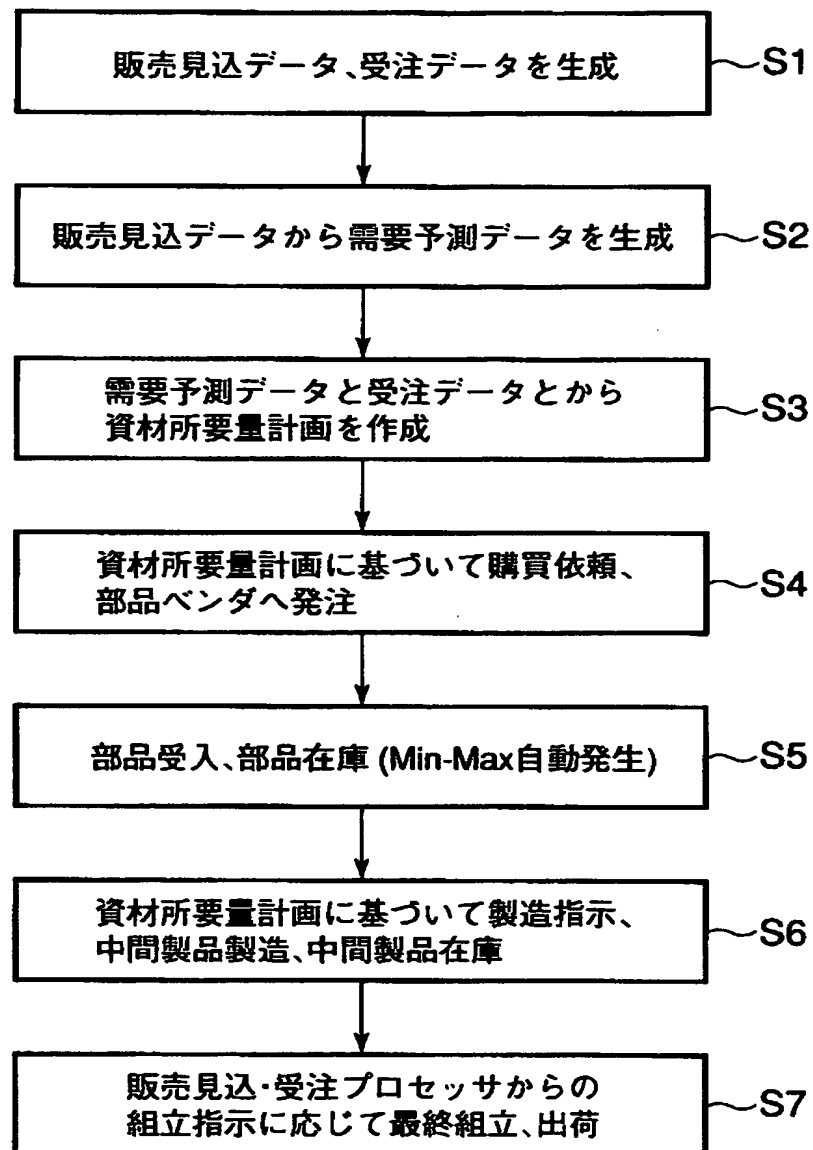 販売見込データ、受注データを生成 S1
販売見込データから需要予測データを生成 S2
需要予測データと受注データとから
資材所要量計画を作成 S3
資材所要量計画に基づいて購買依頼、
部品ベンダへ発注 S4
部品受入、部品在庫 (Min-Max自動発生) S5
資材所要量計画に基づいて製造指示、
中間製品製造、中間製品在庫 S6
販売見込・受注プロセッサからの
組立指示に応じて最終組立、出荷 S7